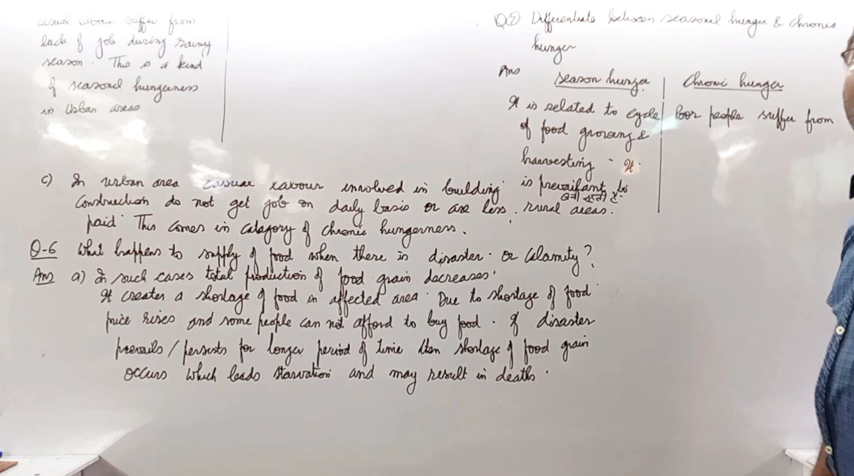 casual labour suffer from
lack of job during rainy
season. This is a kind
of seasonal hungerness
in Urban areas
Q Differentiate between seasonal hunger & chronic
hunger
Ans
season hunger
It is related to cycle
of food growing &
harvesting. It
is prevalent in
बनी रहती है
rural areas.
Chronic hunger
Poor people suffer from
c) In urban area casual labour involved in building
construction do not get job on daily basis or are less
paid. This comes in catagory of chronic hungerness.
Q-6 What happens to supply of food when there is disaster or calamity?
Ans a) In such cases total production of food grain decreases.
It creates a shortage of food in affected area. Due to shortage of food
price rises and some people can not afford to buy food. If disaster
prevails/persists for longer period of time then shortage of food grain
occurs which leads starvation and may result in deaths.